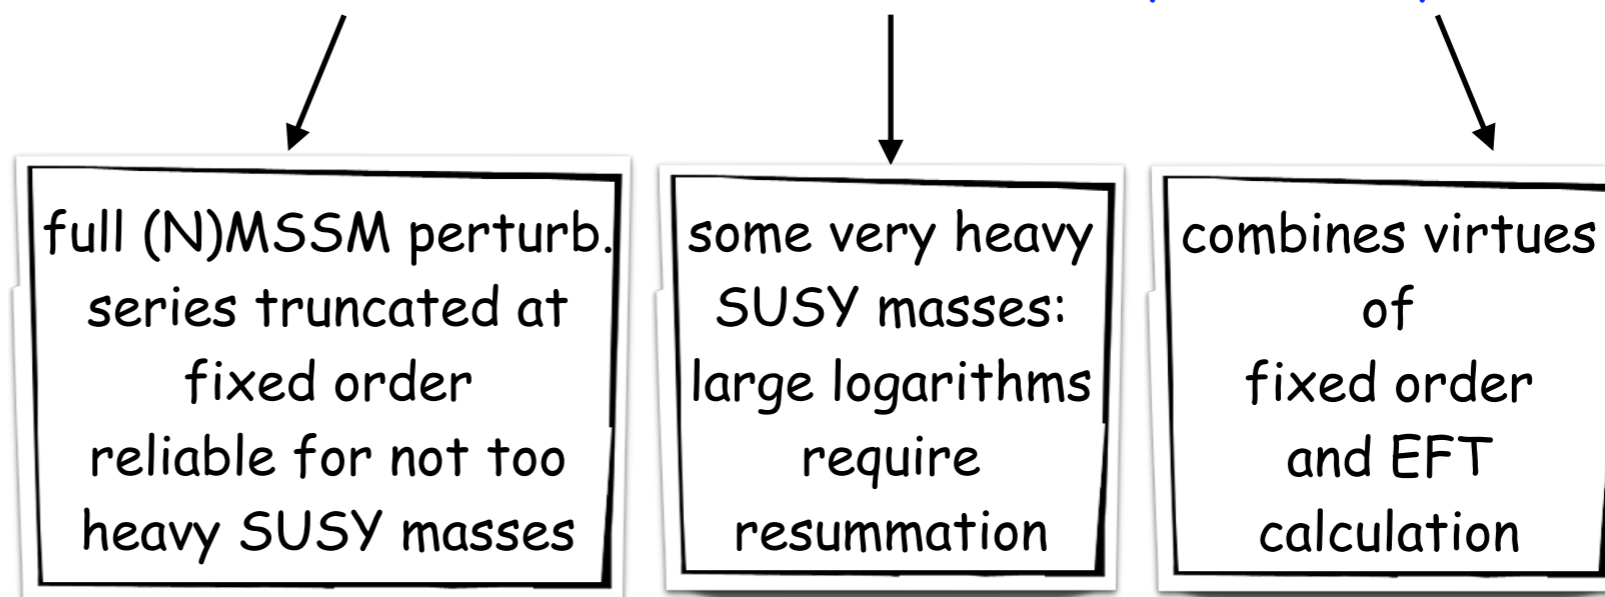 full (N)MSSM perturb.
series truncated at
fixed order
reliable for not too
heavy SUSY masses
some very heavy
SUSY masses:
large logarithms
require
resummation
combines virtues
of
fixed order
and EFT
calculation